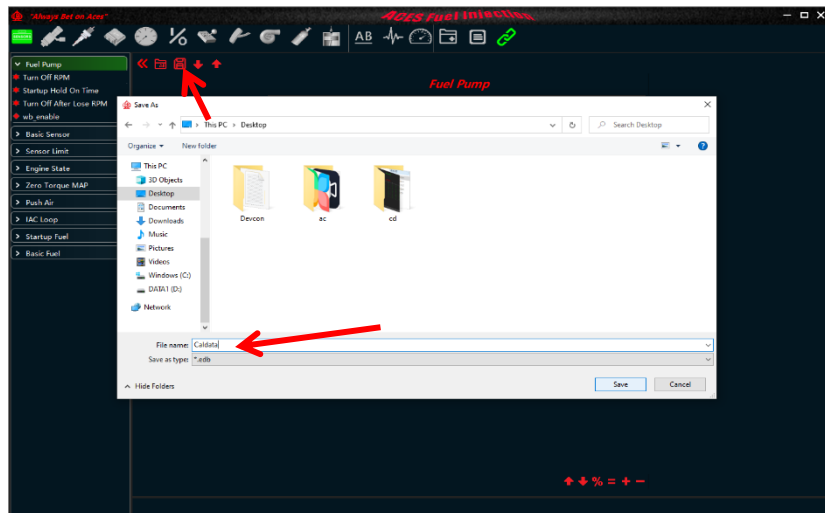 "Always Bet on Aces"
ACES Fuel Injection
AB
Fuel Pump
Turn Off RPM
Startup Hold On Time
Turn Off After Lose RPM
wb_enable
Basic Sensor
Sensor Limit
Engine State
Zero Torque MAP
Push Air
IAC Loop
Startup Fuel
Basic Fuel
Fuel Pump
Save As
This PC > Desktop
Search Desktop
Organize
New folder
This PC
3D Objects
Desktop
Documents
Downloads
Music
Pictures
Videos
Windows (C:)
DATA1 (D:)
Network
Devcon
ac
cd
File name: Caldata
Save as type: *.edb
Hide Folders
Save
Cancel
% = + −